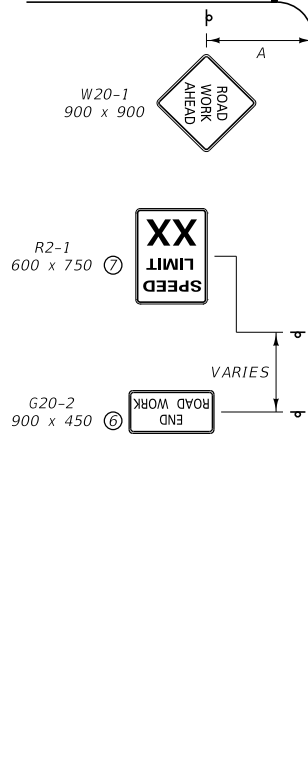 A
W20-1
900 x 900
ROAD
WORK
AHEAD
R2-1
600 x 750 7
SPEED
LIMIT
XX
VARIES
G20-2
900 x 450 6
END
ROAD WORK